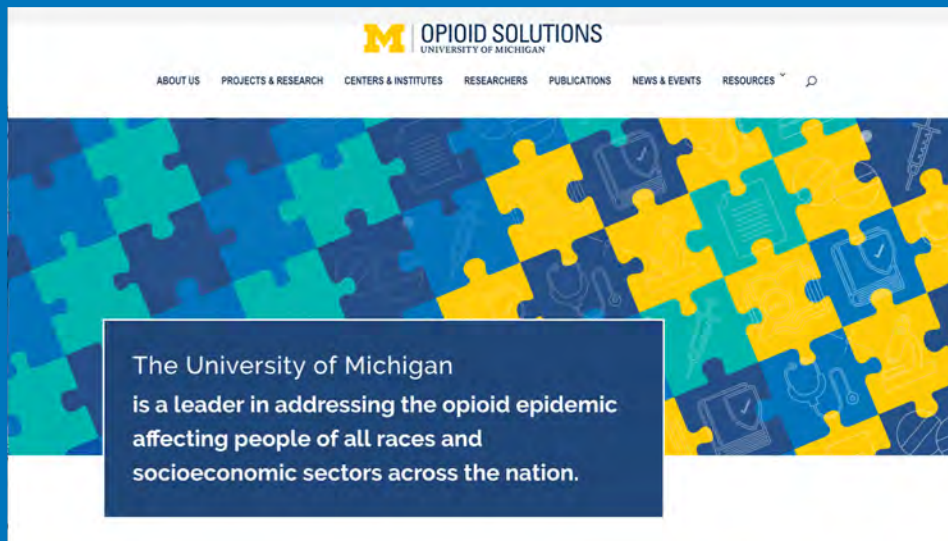 M
OPIOID SOLUTIONS
UNIVERSITY OF MICHIGAN
ABOUT US PROJECTS & RESEARCH CENTERS & INSTITUTES RESEARCHERS PUBLICATIONS NEWS & EVENTS RESOURCES
The University of Michigan
is a leader in addressing the opioid epidemic
affecting people of all races and
socioeconomic sectors across the nation.